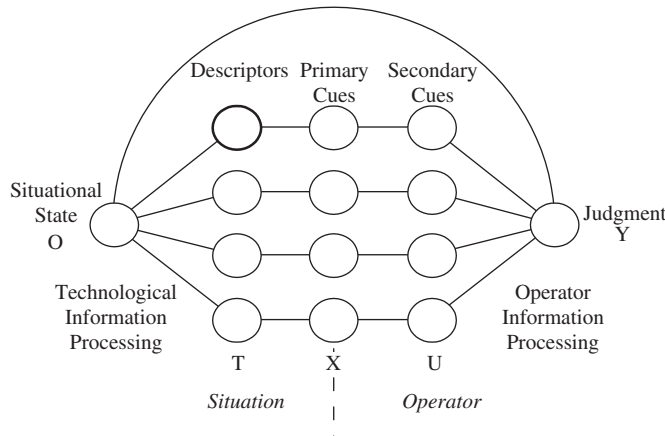 Descriptors Primary Cues Secondary Cues
Situational State O
Judgment Y
Technological Information Processing
Operator Information Processing
T X U
Situation Operator